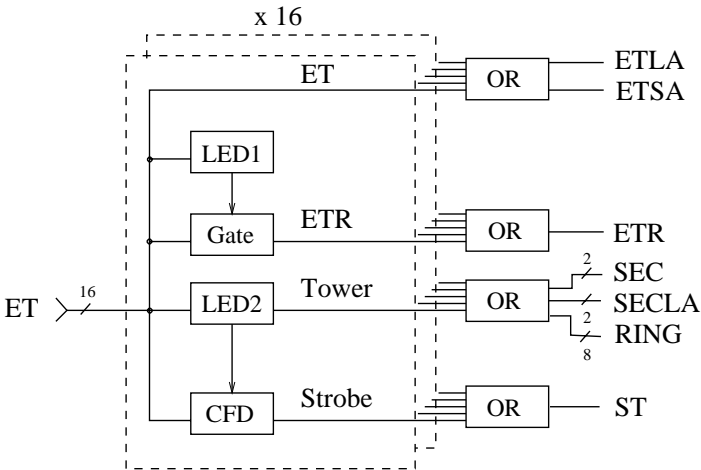 x 16
ET
OR
ETLA
ETSA
LED1
Gate
ETR
OR
ETR
ET
16
LED2
Tower
OR
2
SEC
SECLA
2
RING
8
CFD
Strobe
OR
ST